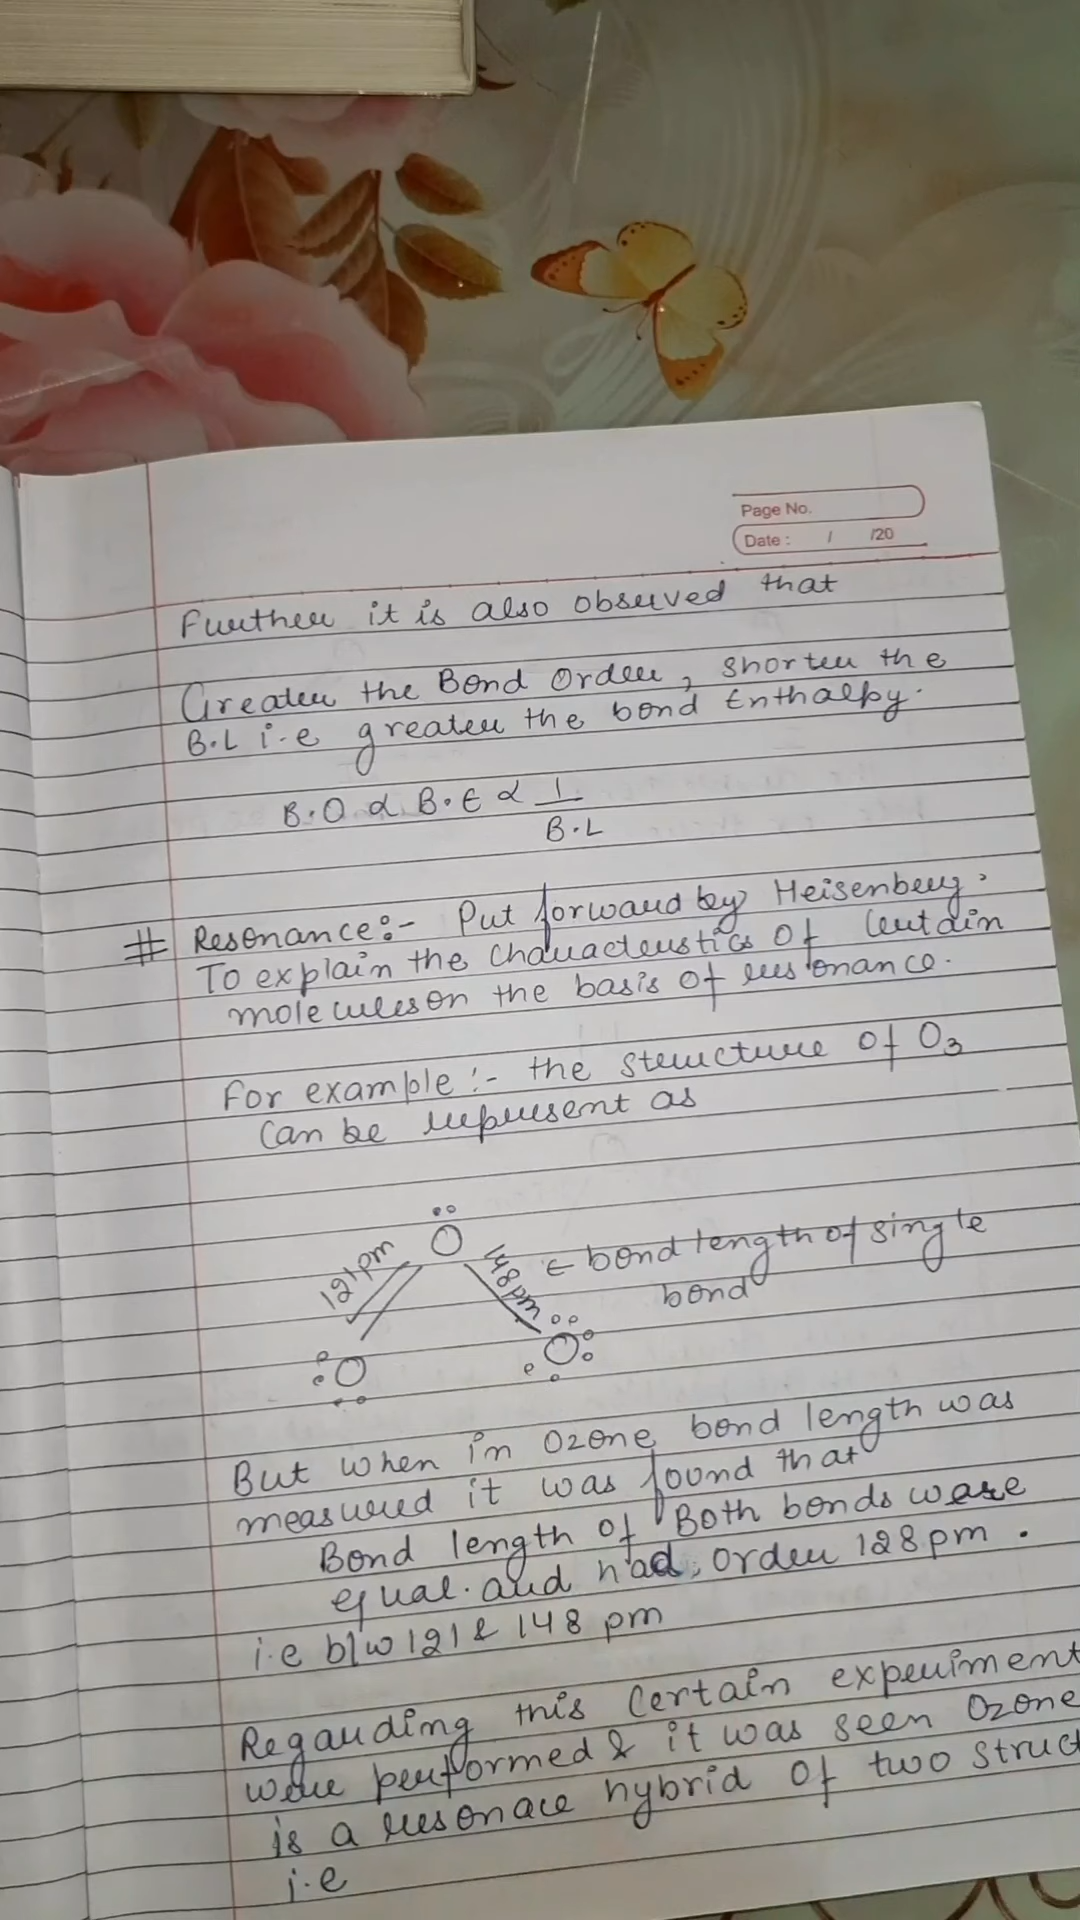 Page No.
Date : / /20
Further it is also observed that
Greater the Bond Order, shorter the
B.L i.e greater the bond Enthalpy.
B.O ∝ B.E ∝ 1/B.L
# Resonance:- Put forward by Heisenberg.
To explain the characteristics of certain
molecules on the basis of resonance.
For example :- the structure of O3
can be represent as
121pm
148pm
← bond length of single
bond
O
O
O
But when in Ozone bond length was
measured it was found that
Bond length of Both bonds were
equal. and had order 128pm.
i.e b/w 121 & 148 pm
Regarding this certain experiment
were performed & it was seen Ozone
is a resonace hybrid of two struct
i.e